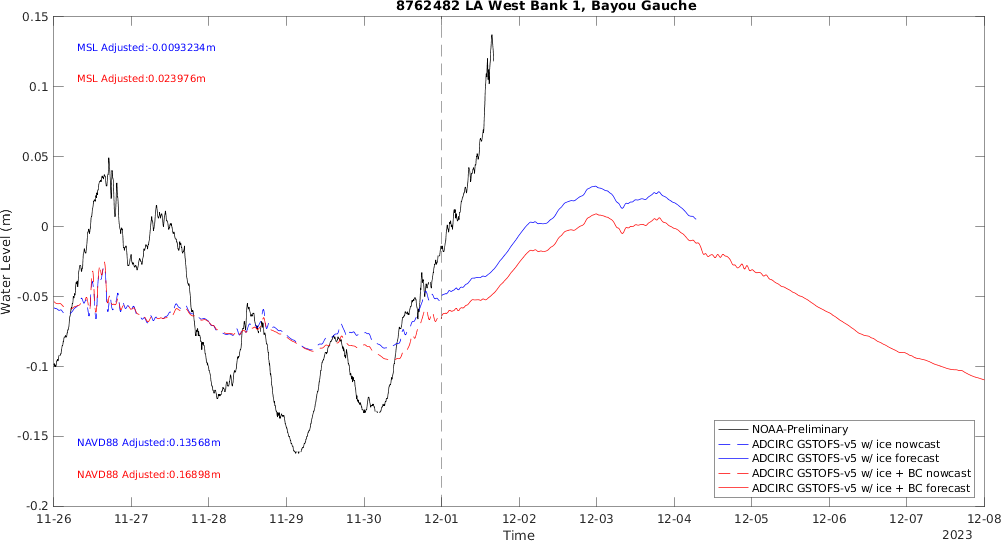 8762482 LA West Bank 1, Bayou Gauche
MSL Adjusted:-0.0093234m
MSL Adjusted:0.023976m
NAVD88 Adjusted:0.13568m
NAVD88 Adjusted:0.16898m
Water Level (m)
0.15
0.1
0.05
0
-0.05
-0.1
-0.15
-0.2
NOAA-Preliminary
ADCIRC GSTOFS-v5 w/ ice nowcast
ADCIRC GSTOFS-v5 w/ ice forecast
ADCIRC GSTOFS-v5 w/ ice + BC nowcast
ADCIRC GSTOFS-v5 w/ ice + BC forecast
11-26 11-27 11-28 11-29 11-30 12-01 12-02 12-03 12-04 12-05 12-06 12-07 12-08
Time
2023